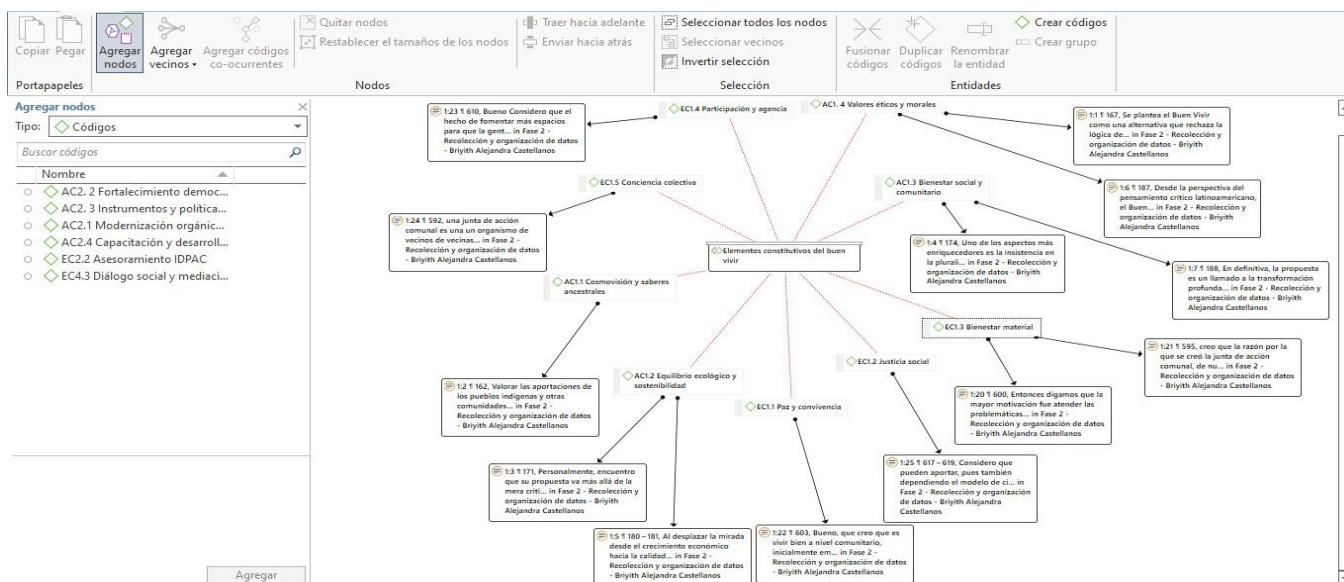 Copiar Pegar
Agregar
nodos
Agregar
vecinos
Agregar códigos
co-ocurrentes
Quitar nodos
Restablecer el tamaños de los nodos
Traer hacia adelante
Enviar hacia atrás
Seleccionar todos los nodos
Seleccionar vecinos
Invertir selección
Fusionar
códigos
Duplicar
códigos
Renombrar
la entidad
Crear códigos
Crear grupo
Portapapeles
Nodos
Selección
Entidades
Agregar nodos
Tipo: Códigos
Buscar códigos
Nombre
AC2. 2 Fortalecimiento democ...
AC2. 3 Instrumentos y política...
AC2.1 Modernización orgánic...
AC2.4 Capacitación y desarroll...
EC2.2 Asesoramiento IDPAC
EC4.3 Diálogo social y mediaci...
Agregar
1:23 ¶ 610, Bueno Considero que el
hecho de fomentar más espacios
para que la gent... in Fase 2 -
Recolección y organización de datos
- Briyith Alejandra Castellanos
EC1.4 Participación y agencia
AC1. 4 Valores éticos y morales
1:1 ¶ 167, Se plantea el Buen Vivir
como una alternativa que rechaza la
lógica de... in Fase 2 -
Recolección y organización de datos
- Briyith Alejandra Castellanos
EC1.5 Conciencia colectiva
AC1.3 Bienestar social y
comunitario
1:6 ¶ 187, Desde la perspectiva del
pensamiento crítico latinoamericano,
el Buen... in Fase 2 -
Recolección y organización de
datos - Briyith Alejandra
Castellanos
1:24 ¶ 592, una junta de acción
comunal es una un organismo de
vecinos de vecinas... in Fase 2 -
Recolección y organización de datos
- Briyith Alejandra Castellanos
Elementos constitutivos del buen
vivir
1:4 ¶ 174, Uno de los aspectos más
enriquecedores es la insistencia en
la plurali... in Fase 2 -
Recolección y organización de
datos - Briyith Alejandra
Castellanos
1:7 ¶ 188, En definitiva, la propuesta
es un llamado a la transformación
profunda... in Fase 2 -
Recolección y organización de
datos - Briyith Alejandra
Castellanos
AC1.1 Cosmovisión y saberes
ancestrales
EC1.3 Bienestar material
1:21 ¶ 595, creo que la razón por la
que se creó la junta de acción
comunal, de nu... in Fase 2 -
Recolección y organización de
datos - Briyith Alejandra
Castellanos
EC1.2 Justicia social
AC1.2 Equilibrio ecológico y
sostenibilidad
1:2 ¶ 162, Valorar las aportaciones de
los pueblos indígenas y otras
comunidades... in Fase 2 -
Recolección y organización de datos
- Briyith Alejandra Castellanos
1:20 ¶ 600, Entonces digamos que la
mayor motivación fue atender las
problemáticas... in Fase 2 -
Recolección y organización de
datos - Briyith Alejandra
Castellanos
EC1.1 Paz y convivencia
1:3 ¶ 171, Personalmente, encuentro
que su propuesta va más allá de la
mera criti... in Fase 2 -
Recolección y organización de
datos - Briyith Alejandra
Castellanos
1:25 ¶ 617 – 619, Considero que
pueden aportar, pues también
dependiendo el modelo de ci... in
Fase 2 - Recolección y organización
de datos - Briyith Alejandra
Castellanos
1:5 ¶ 180 – 181, Al desplazar la mirada
desde el crecimiento económico
hacia la calidad... in Fase 2 -
Recolección y organización de
datos - Briyith Alejandra
Castellanos
1:22 ¶ 603, Bueno, que creo que es
vivir bien a nivel comunitario,
inicialmente em... in Fase 2 -
Recolección y organización de
datos - Briyith Alejandra
Castellanos